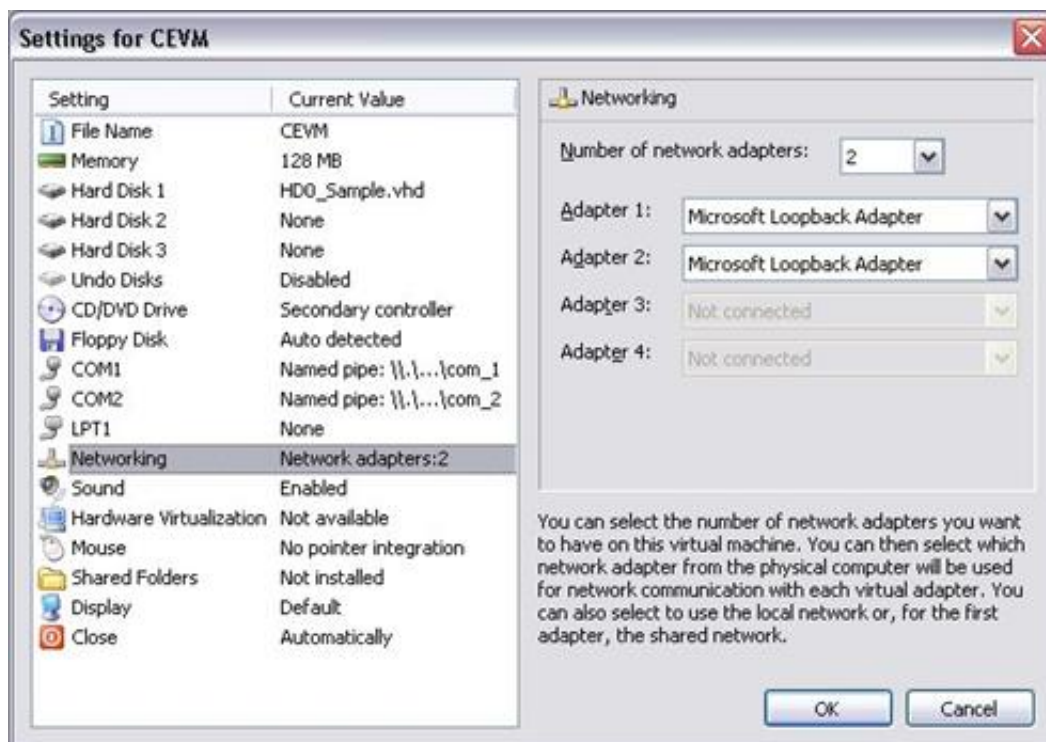 Settings for CEVM
Setting Current Value
File Name CEVM
Memory 128 MB
Hard Disk 1 HD0_Sample.vhd
Hard Disk 2 None
Hard Disk 3 None
Undo Disks Disabled
CD/DVD Drive Secondary controller
Floppy Disk Auto detected
COM1 Named pipe: \\.\...\com_1
COM2 Named pipe: \\.\...\com_2
LPT1 None
Networking Network adapters:2
Sound Enabled
Hardware Virtualization Not available
Mouse No pointer integration
Shared Folders Not installed
Display Default
Close Automatically
Networking
Number of network adapters: 2
Adapter 1: Microsoft Loopback Adapter
Adapter 2: Microsoft Loopback Adapter
Adapter 3: Not connected
Adapter 4: Not connected
You can select the number of network adapters you want
to have on this virtual machine. You can then select which
network adapter from the physical computer will be used
for network communication with each virtual adapter. You
can also select to use the local network or, for the first
adapter, the shared network.
OK Cancel